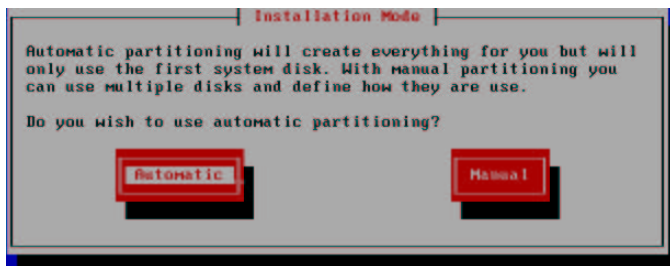 Installation Mode
Automatic partitioning will create everything for you but will
only use the first system disk. With manual partitioning you
can use multiple disks and define how they are use.
Do you wish to use automatic partitioning?
Automatic
Manual